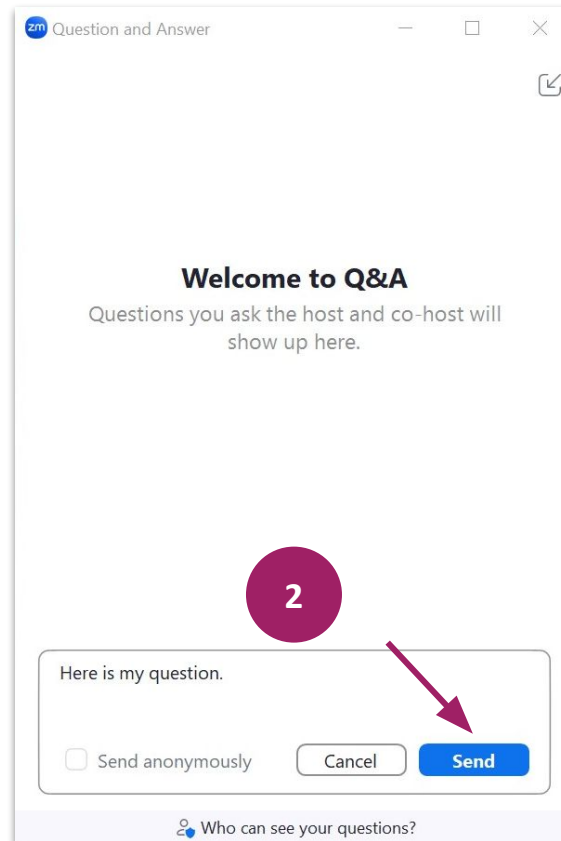 zm Question and Answer
Welcome to Q&A
Questions you ask the host and co-host will
show up here.
2
Here is my question.
Send anonymously Cancel Send
Who can see your questions?